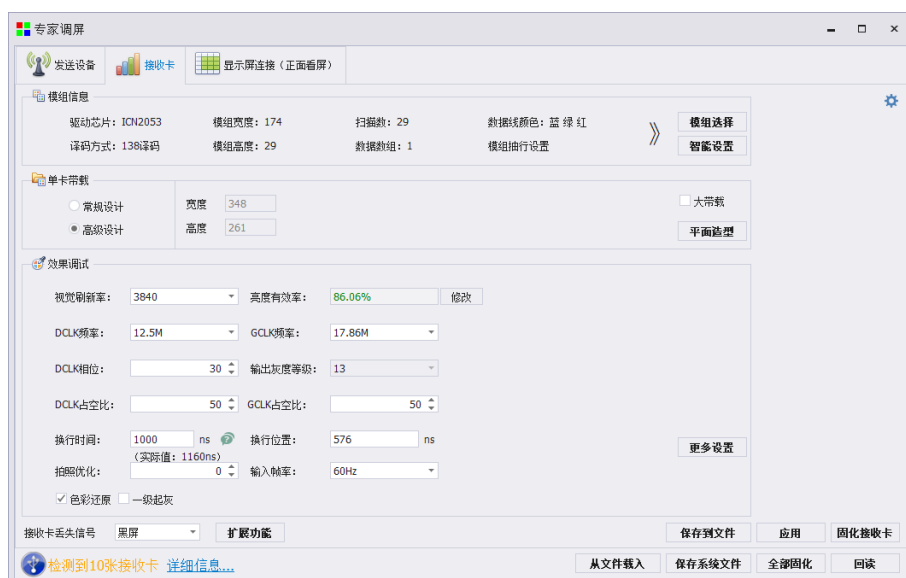 专家调屏
发送设备 接收卡 显示屏连接（正面看屏）
模组信息
驱动芯片：ICN2053 模组宽度：174 扫描数：29 数据线颜色：蓝 绿 红 模组选择
译码方式：138译码 模组高度：29 数据数组：1 模组抽行设置 智能设置
单卡带载
常规设计 宽度 348 大带载
高级设计 高度 261 平面造型
效果调试
视觉刷新率： 3840 亮度有效率： 86.06% 修改
DCLK频率： 12.5M GCLK频率： 17.86M
DCLK相位： 30 输出灰度等级： 13
DCLK占空比： 50 GCLK占空比： 50
换行时间： 1000 ns 换行位置： 576 ns 更多设置
（实际值：1160ns）
拍照优化： 0 输入帧率： 60Hz
色彩还原 一级起灰
接收卡丢失信号 黑屏 扩展功能 保存到文件 应用 固化接收卡
检测到10张接收卡 详细信息... 从文件载入 保存系统文件 全部固化 回读